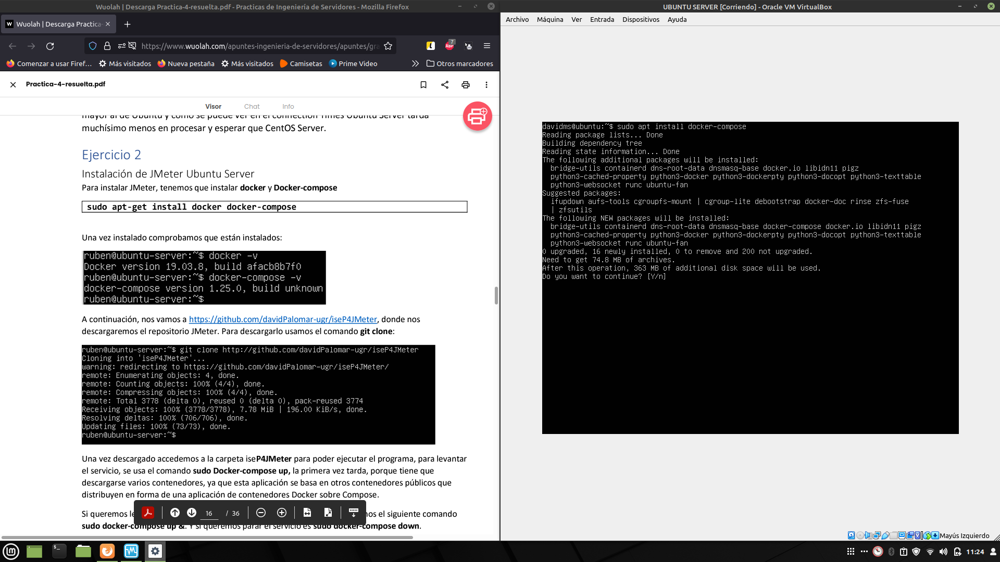 Wuolah | Descarga Practica-4-resuelta.pdf - Practicas de Ingeniería de Servidores - Mozilla Firefox
Wuolah | Descarga Practica-
https://www.wuolah.com/apuntes-ingenieria-de-servidores/apuntes/gra
7
ABP
Comenzar a usar Firef...
Más visitados
Nueva pestaña
Más visitados
Camisetas
Prime Video
Otros marcadores
Practica-4-resuelta.pdf
Visor
Chat
Info
mayor al de Ubuntu y como se puede ver en el connection Times Ubuntu Server tarda
muchísimo menos en procesar y esperar que CentOS Server.
Ejercicio 2
Instalación de JMeter Ubuntu Server
Para instalar JMeter, tenemos que instalar docker y Docker-compose
sudo apt-get install docker docker-compose
Una vez instalado comprobamos que están instalados:
ruben@ubuntu-server:~$ docker -v
Docker version 19.03.8, build afacb8b7f0
ruben@ubuntu-server:~$ docker-compose -v
docker-compose version 1.25.0, build unknown
ruben@ubuntu-server:~$
A continuación, nos vamos a https://github.com/davidPalomar-ugr/iseP4JMeter, donde nos
descargaremos el repositorio JMeter. Para descargarlo usamos el comando git clone:
ruben@ubuntu-server:~$ git clone http://github.com/davidPalomar-ugr/iseP4JMeter
Cloning into 'iseP4JMeter'...
warning: redirecting to https://github.com/davidPalomar-ugr/iseP4JMeter/
remote: Enumerating objects: 4, done.
remote: Counting objects: 100% (4/4), done.
remote: Compressing objects: 100% (4/4), done.
remote: Total 3778 (delta 0), reused 0 (delta 0), pack-reused 3774
Receiving objects: 100% (3778/3778), 7.78 MiB | 196.00 KiB/s, done.
Resolving deltas: 100% (706/706), done.
Updating files: 100% (73/73), done.
ruben@ubuntu-server:~$
Una vez descargado accedemos a la carpeta iseP4JMeter para poder ejecutar el programa, para levantar
el servicio, se usa el comando sudo Docker-compose up, la primera vez tarda, porque tiene que
descargarse varios contenedores, ya que esta aplicación se basa en otros contenedores públicos que
distribuyen en forma de una aplicación de contenedores Docker sobre Compose.
Si queremos le
nos el siguiente comando
sudo docker-compose up &. Y si queremos parar el servicio es sudo docker-compose down.
16 / 36
UBUNTU SERVER [Corriendo] - Oracle VM VirtualBox
Archivo Máquina Ver Entrada Dispositivos Ayuda
davidms@ubuntu:~$ sudo apt install docker-compose
Reading package lists... Done
Building dependency tree
Reading state information... Done
The following additional packages will be installed:
bridge-utils containerd dns-root-data dnsmasq-base docker.io libidn11 pigz
python3-cached-property python3-docker python3-dockerpty python3-docopt python3-texttable
python3-websocket runc ubuntu-fan
Suggested packages:
ifupdown aufs-tools cgroupfs-mount | cgroup-lite debootstrap docker-doc rinse zfs-fuse
| zfsutils
The following NEW packages will be installed:
bridge-utils containerd dns-root-data dnsmasq-base docker-compose docker.io libidn11 pigz
python3-cached-property python3-docker python3-dockerpty python3-docopt python3-texttable
python3-websocket runc ubuntu-fan
0 upgraded, 16 newly installed, 0 to remove and 200 not upgraded.
Need to get 74.8 MB of archives.
After this operation, 363 MB of additional disk space will be used.
Do you want to continue? [Y/n]
Mayús Izquierdo
11:24